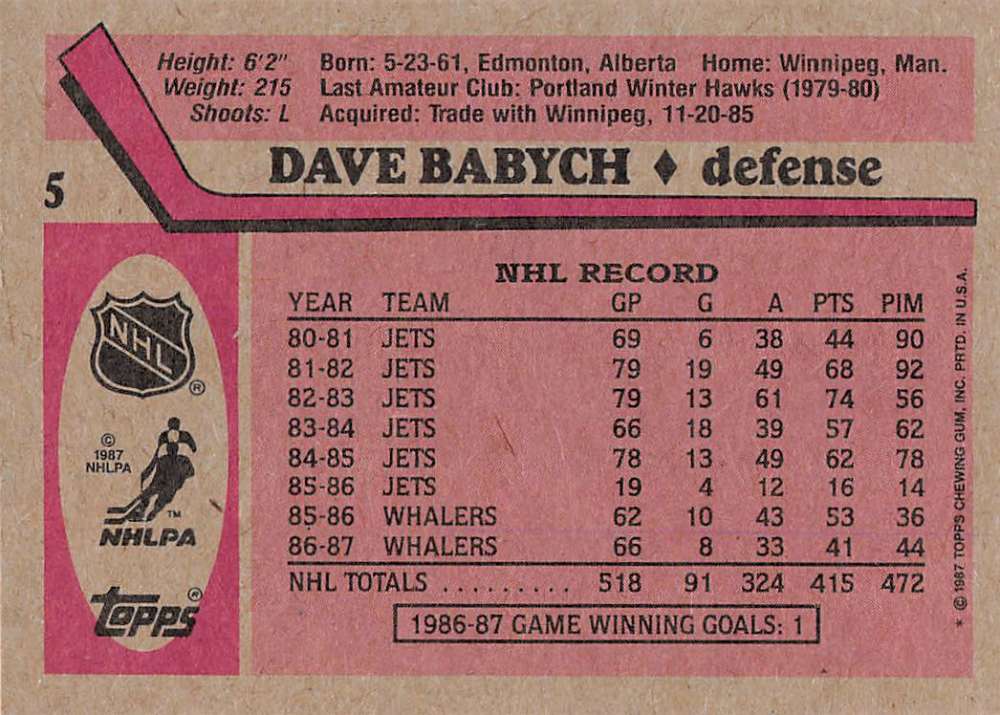 Height: 6'2" Born: 5-23-61, Edmonton, Alberta Home: Winnipeg, Man.
Weight: 215 Last Amateur Club: Portland Winter Hawks (1979-80)
Shoots: L Acquired: Trade with Winnipeg, 11-20-85
5 DAVE BABYCH ♦ defense
NHL RECORD
YEAR TEAM GP G A PTS PIM
80-81 JETS 69 6 38 44 90
81-82 JETS 79 19 49 68 92
82-83 JETS 79 13 61 74 56
83-84 JETS 66 18 39 57 62
84-85 JETS 78 13 49 62 78
85-86 JETS 19 4 12 16 14
85-86 WHALERS 62 10 43 53 36
86-87 WHALERS 66 8 33 41 44
NHL TOTALS .......... 518 91 324 415 472
1986-87 GAME WINNING GOALS: 1
NHL ®
©
1987
NHLPA
TM
NHLPA
topps ®
* © 1987 TOPPS CHEWING GUM, INC. PRTD. IN U.S.A.